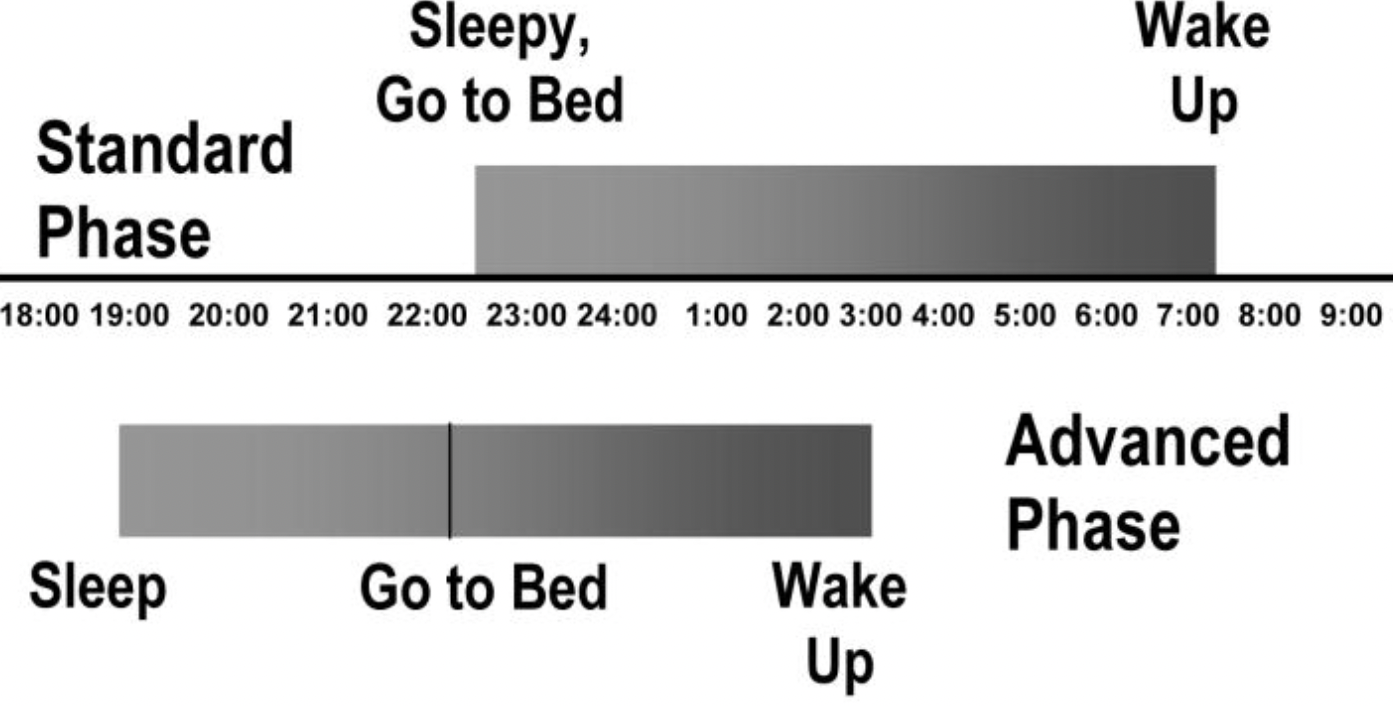 Sleepy,
Go to Bed
Wake
Up
Standard
Phase
18:00 19:00 20:00 21:00 22:00 23:00 24:00 1:00 2:00 3:00 4:00 5:00 6:00 7:00 8:00 9:00
Advanced
Phase
Sleep
Go to Bed
Wake
Up